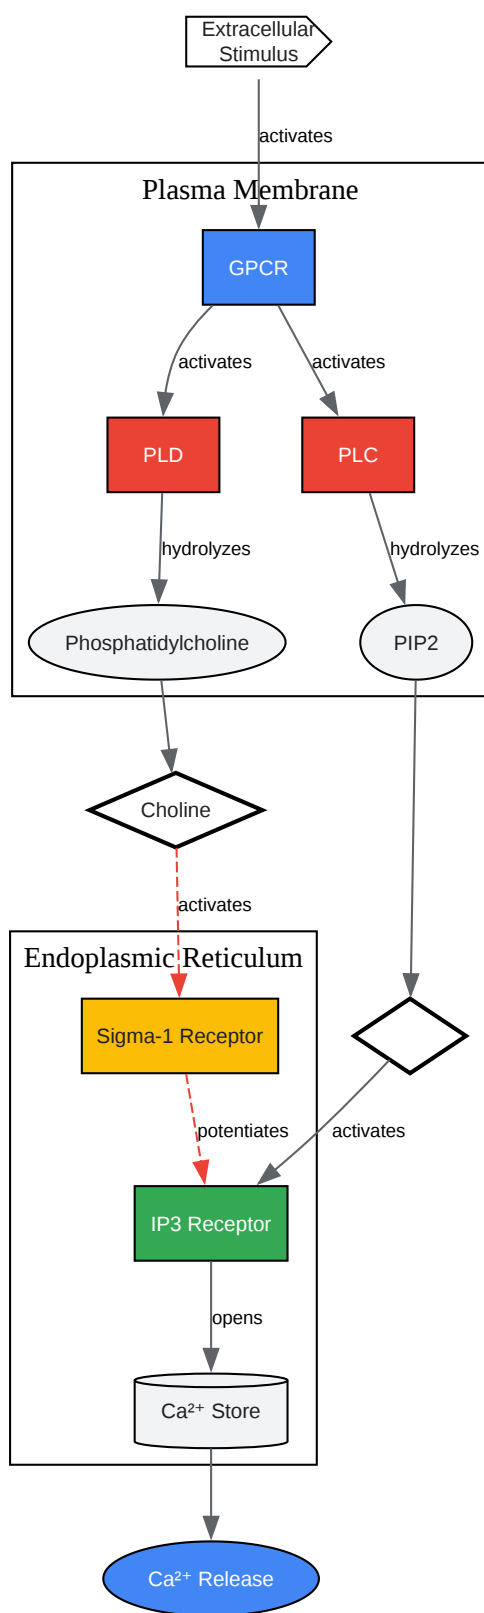 Extracellular
Stimulus
activates
Plasma Membrane
GPCR
activates
activates
PLD
PLC
hydrolyzes
hydrolyzes
Phosphatidylcholine
PIP2
Choline
activates
Endoplasmic Reticulum
Sigma-1 Receptor
potentiates
activates
IP3 Receptor
opens
Ca²⁺ Store
Ca²⁺ Release